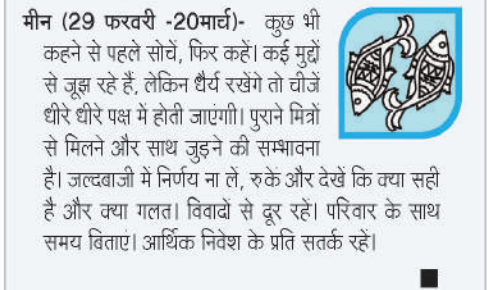 मीन (29 फरवरी -20मार्च)- कुछ भी
कहने से पहले सोचें, फिर कहें। कई मुद्दों
से जूझ रहे हैं, लेकिन धैर्य रखेंगे तो चीजें
धीरे धीरे पक्ष में होती जाएंगाी। पुराने मित्रों
से मिलने और साथ जुड़ने की सम्भावना
है। जल्दबाजी में निर्णय ना लें, रुकें और देखें कि क्या सही
है और क्या गलत। विवादों से दूर रहें। परिवार के साथ
समय बिताएं। आर्थिक निवेश के प्रति सतर्क रहें।